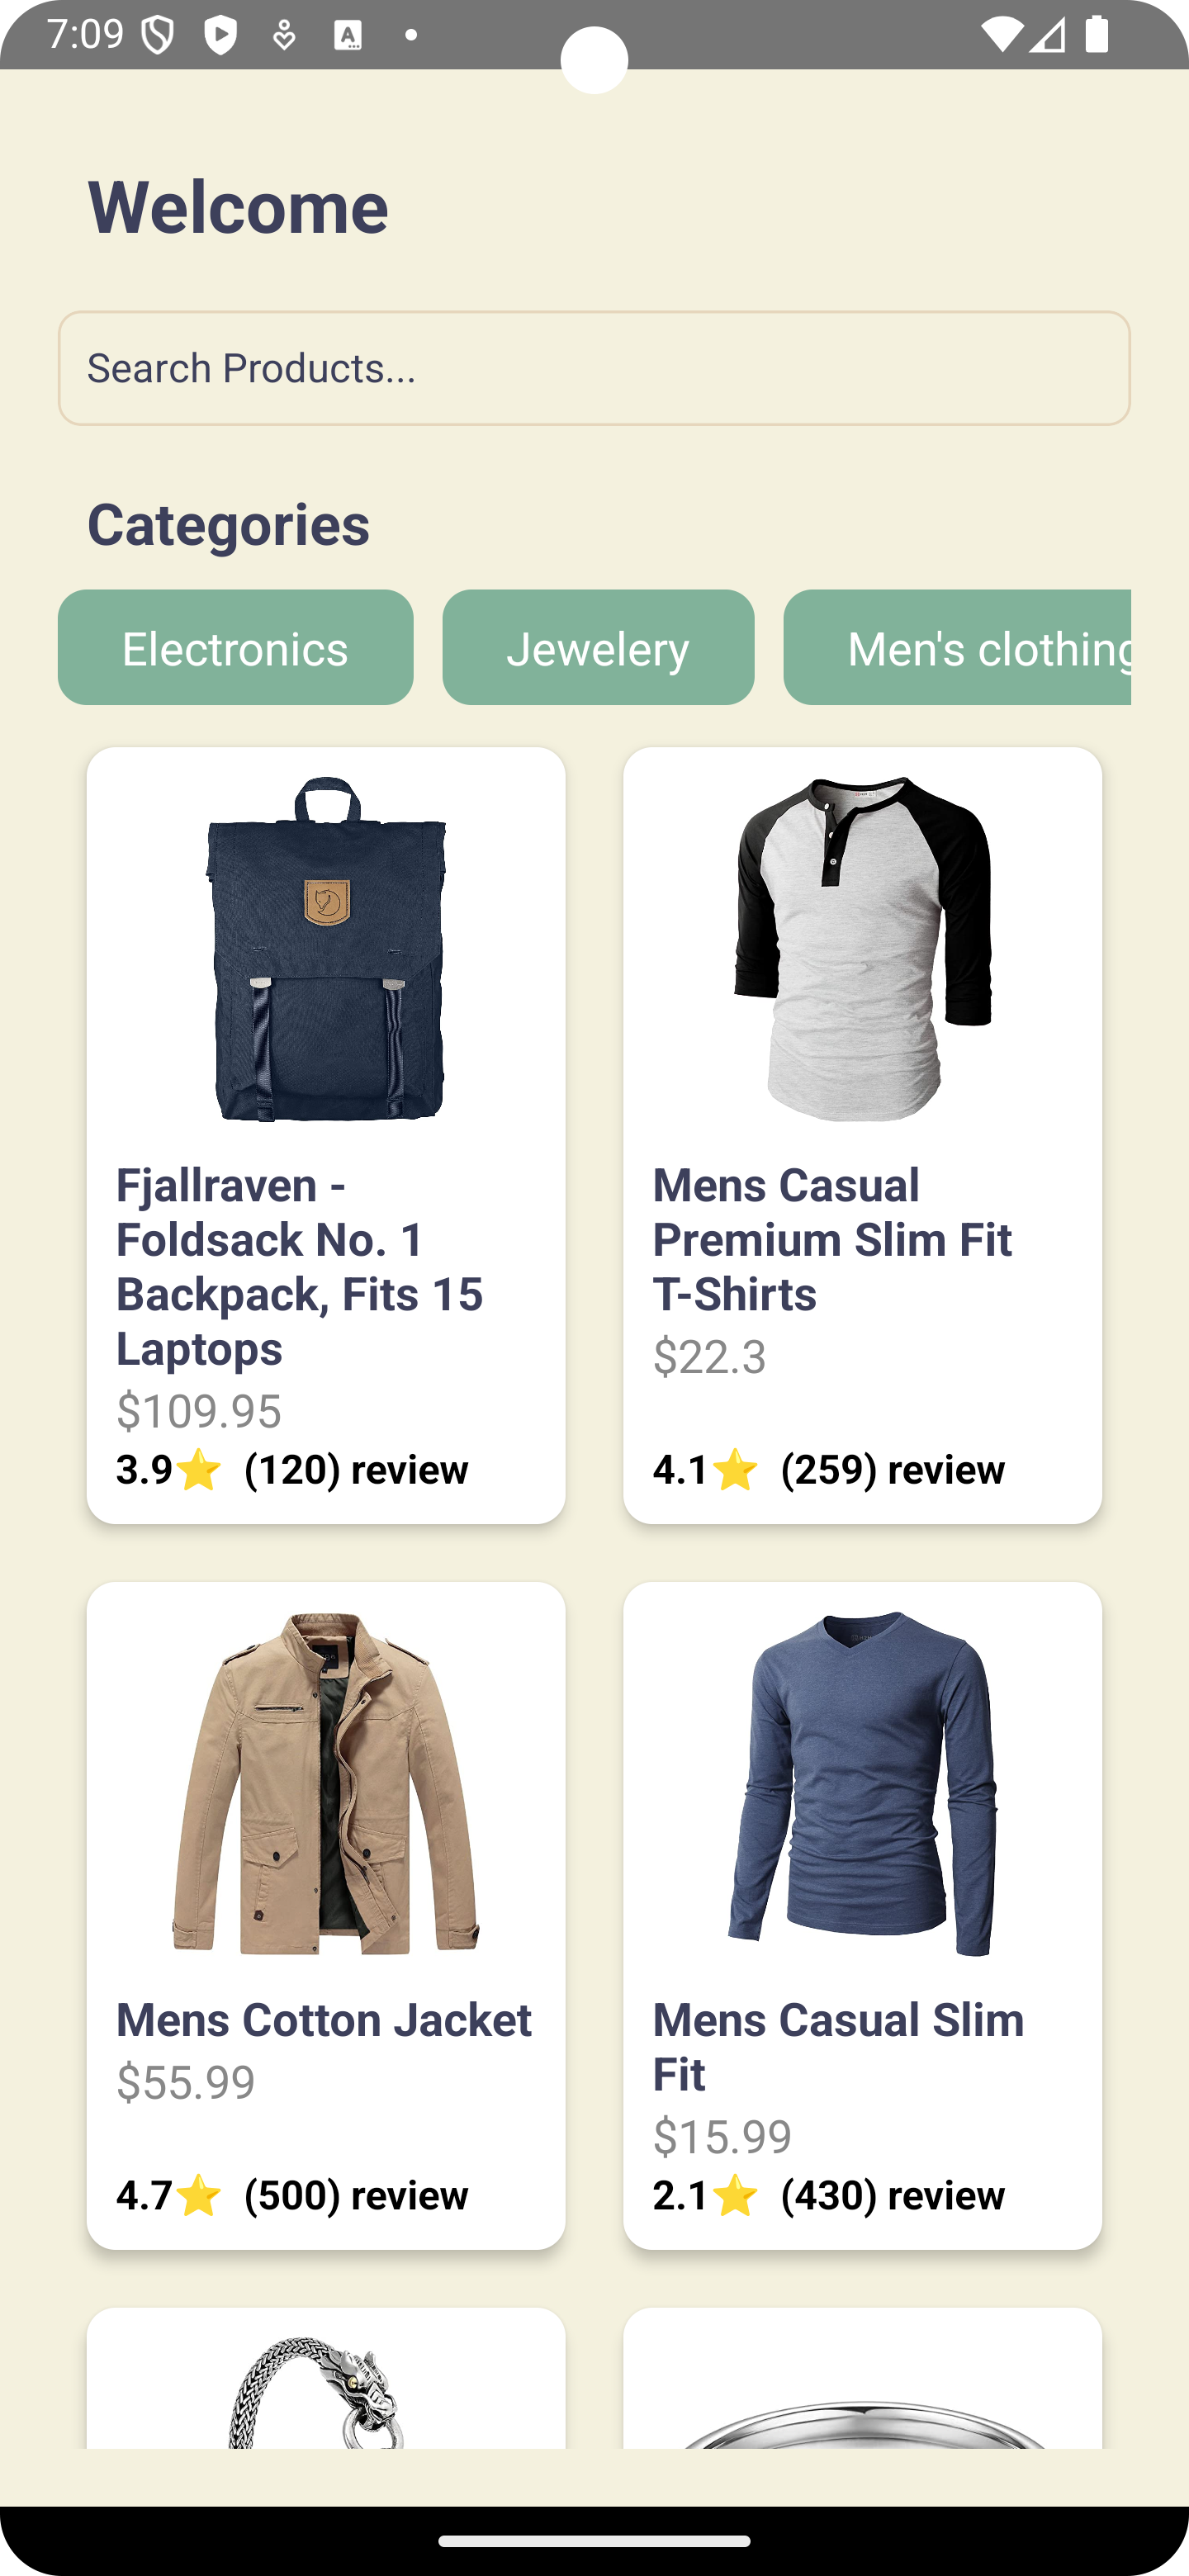 7:09
Welcome
Search Products...
Categories
Electronics
Jewelery
Men's clothing
Fjallraven -
Foldsack No. 1
Backpack, Fits 15
Laptops
$109.95
3.9⭐ (120) review
Mens Casual
Premium Slim Fit
T-Shirts
$22.3
4.1⭐ (259) review
Mens Cotton Jacket
$55.99
4.7⭐ (500) review
Mens Casual Slim
Fit
$15.99
2.1⭐ (430) review